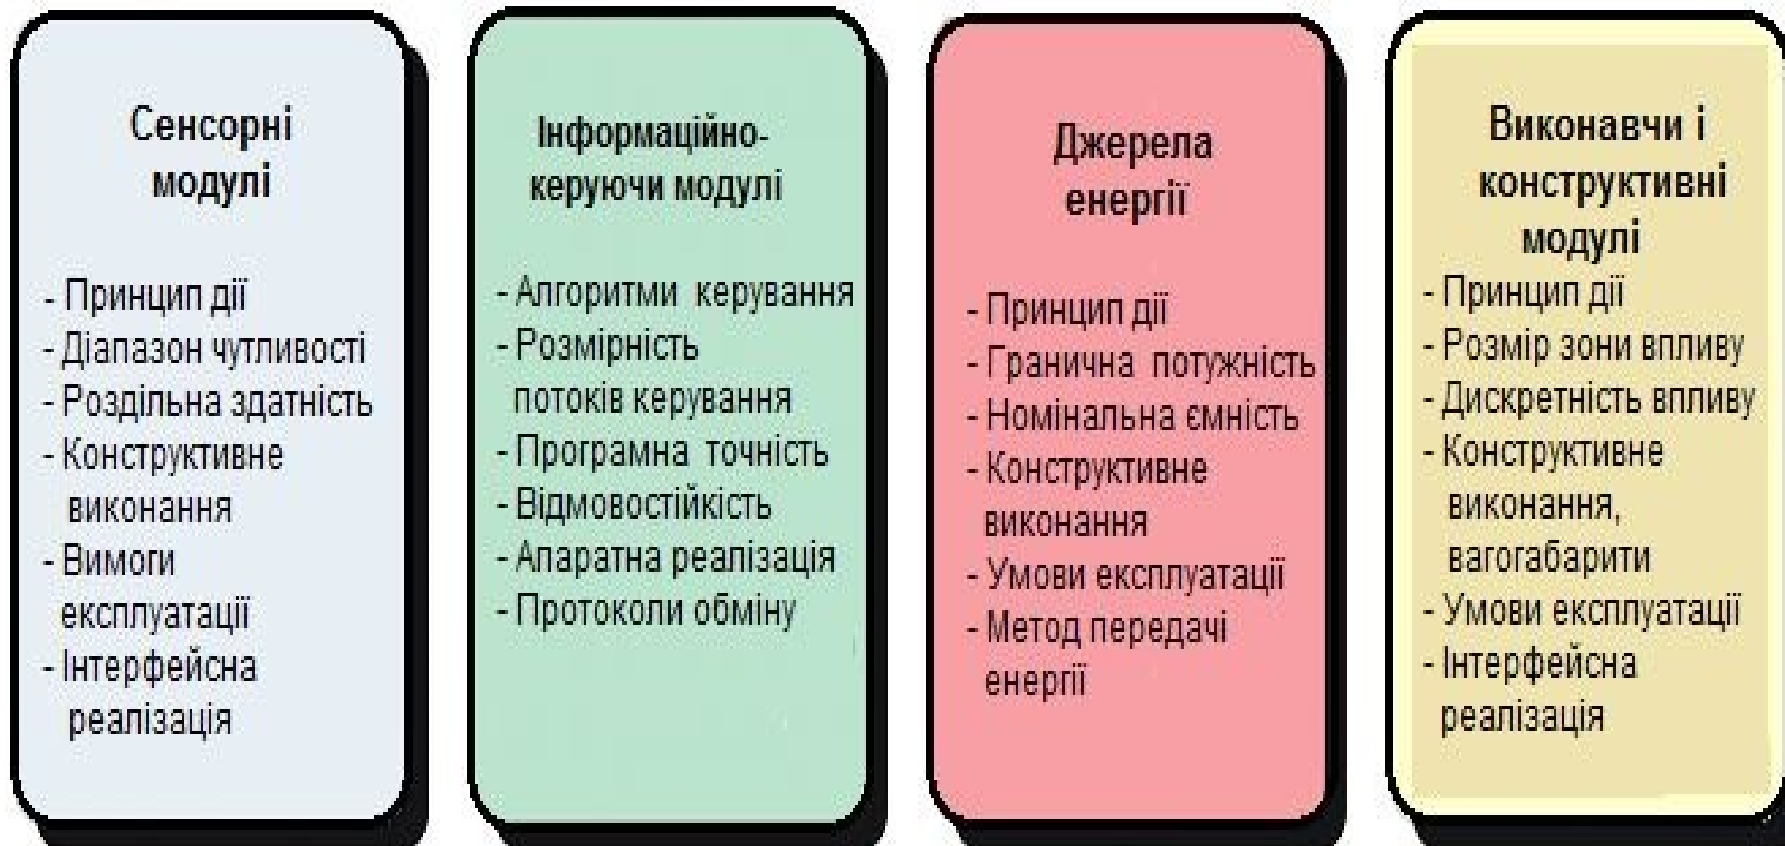 Сенсорні
модулі
- Принцип дії
- Діапазон чутливості
- Роздільна здатність
- Конструктивне
виконання
- Вимоги
експлуатації
- Інтерфейсна
реалізація
Інформаційно-
керуючи модулі
- Алгоритми керування
- Розмірність
потоків керування
- Програмна точність
- Відмовостійкість
- Апаратна реалізація
- Протоколи обміну
Джерела
енергії
- Принцип дії
- Гранична потужність
- Номінальна ємність
- Конструктивне
виконання
- Умови експлуатації
- Метод передачі
енергії
Виконавчи і
конструктивні
модулі
- Принцип дії
- Розмір зони впливу
- Дискретність впливу
- Конструктивне
виконання,
вагогабарити
- Умови експлуатації
- Інтерфейсна
реалізація